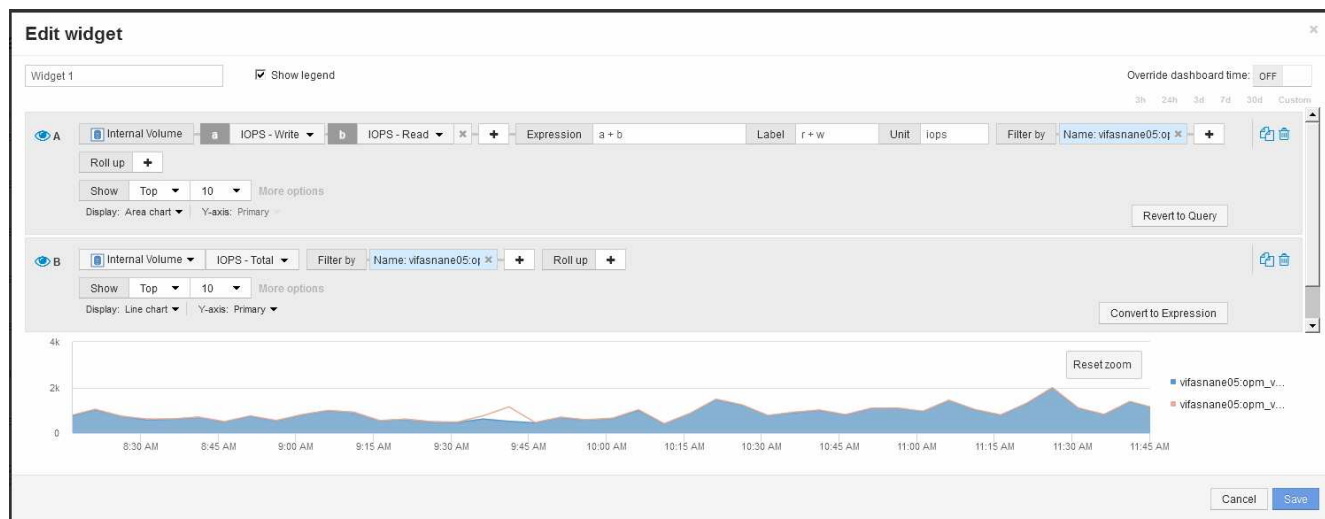 Edit widget
Widget 1 Show legend Override dashboard time: OFF
3h 24h 3d 7d 30d Custom
A Internal Volume a IOPS - Write b IOPS - Read + Expression a + b Label r + w Unit iops Filter by Name: vifasnane05:op +
Roll up +
Show Top 10 More options
Display: Area chart Y-axis: Primary Revert to Query
B Internal Volume IOPS - Total Filter by Name: vifasnane05:op + Roll up +
Show Top 10 More options
Display: Line chart Y-axis: Primary Convert to Expression
4k
Reset zoom
2k
vifasnane05:opm_v...
vifasnane05:opm_v...
0
8:30 AM 8:45 AM 9:00 AM 9:15 AM 9:30 AM 9:45 AM 10:00 AM 10:15 AM 10:30 AM 10:45 AM 11:00 AM 11:15 AM 11:30 AM 11:45 AM
Cancel Save